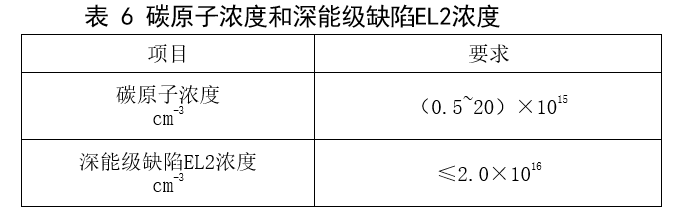 表 6 碳原子浓度和深能级缺陷EL2浓度
项目 要求
碳原子浓度
cm⁻³ （0.5~20）×10¹⁵
深能级缺陷EL2浓度
cm⁻³ ≤2.0×10¹⁶